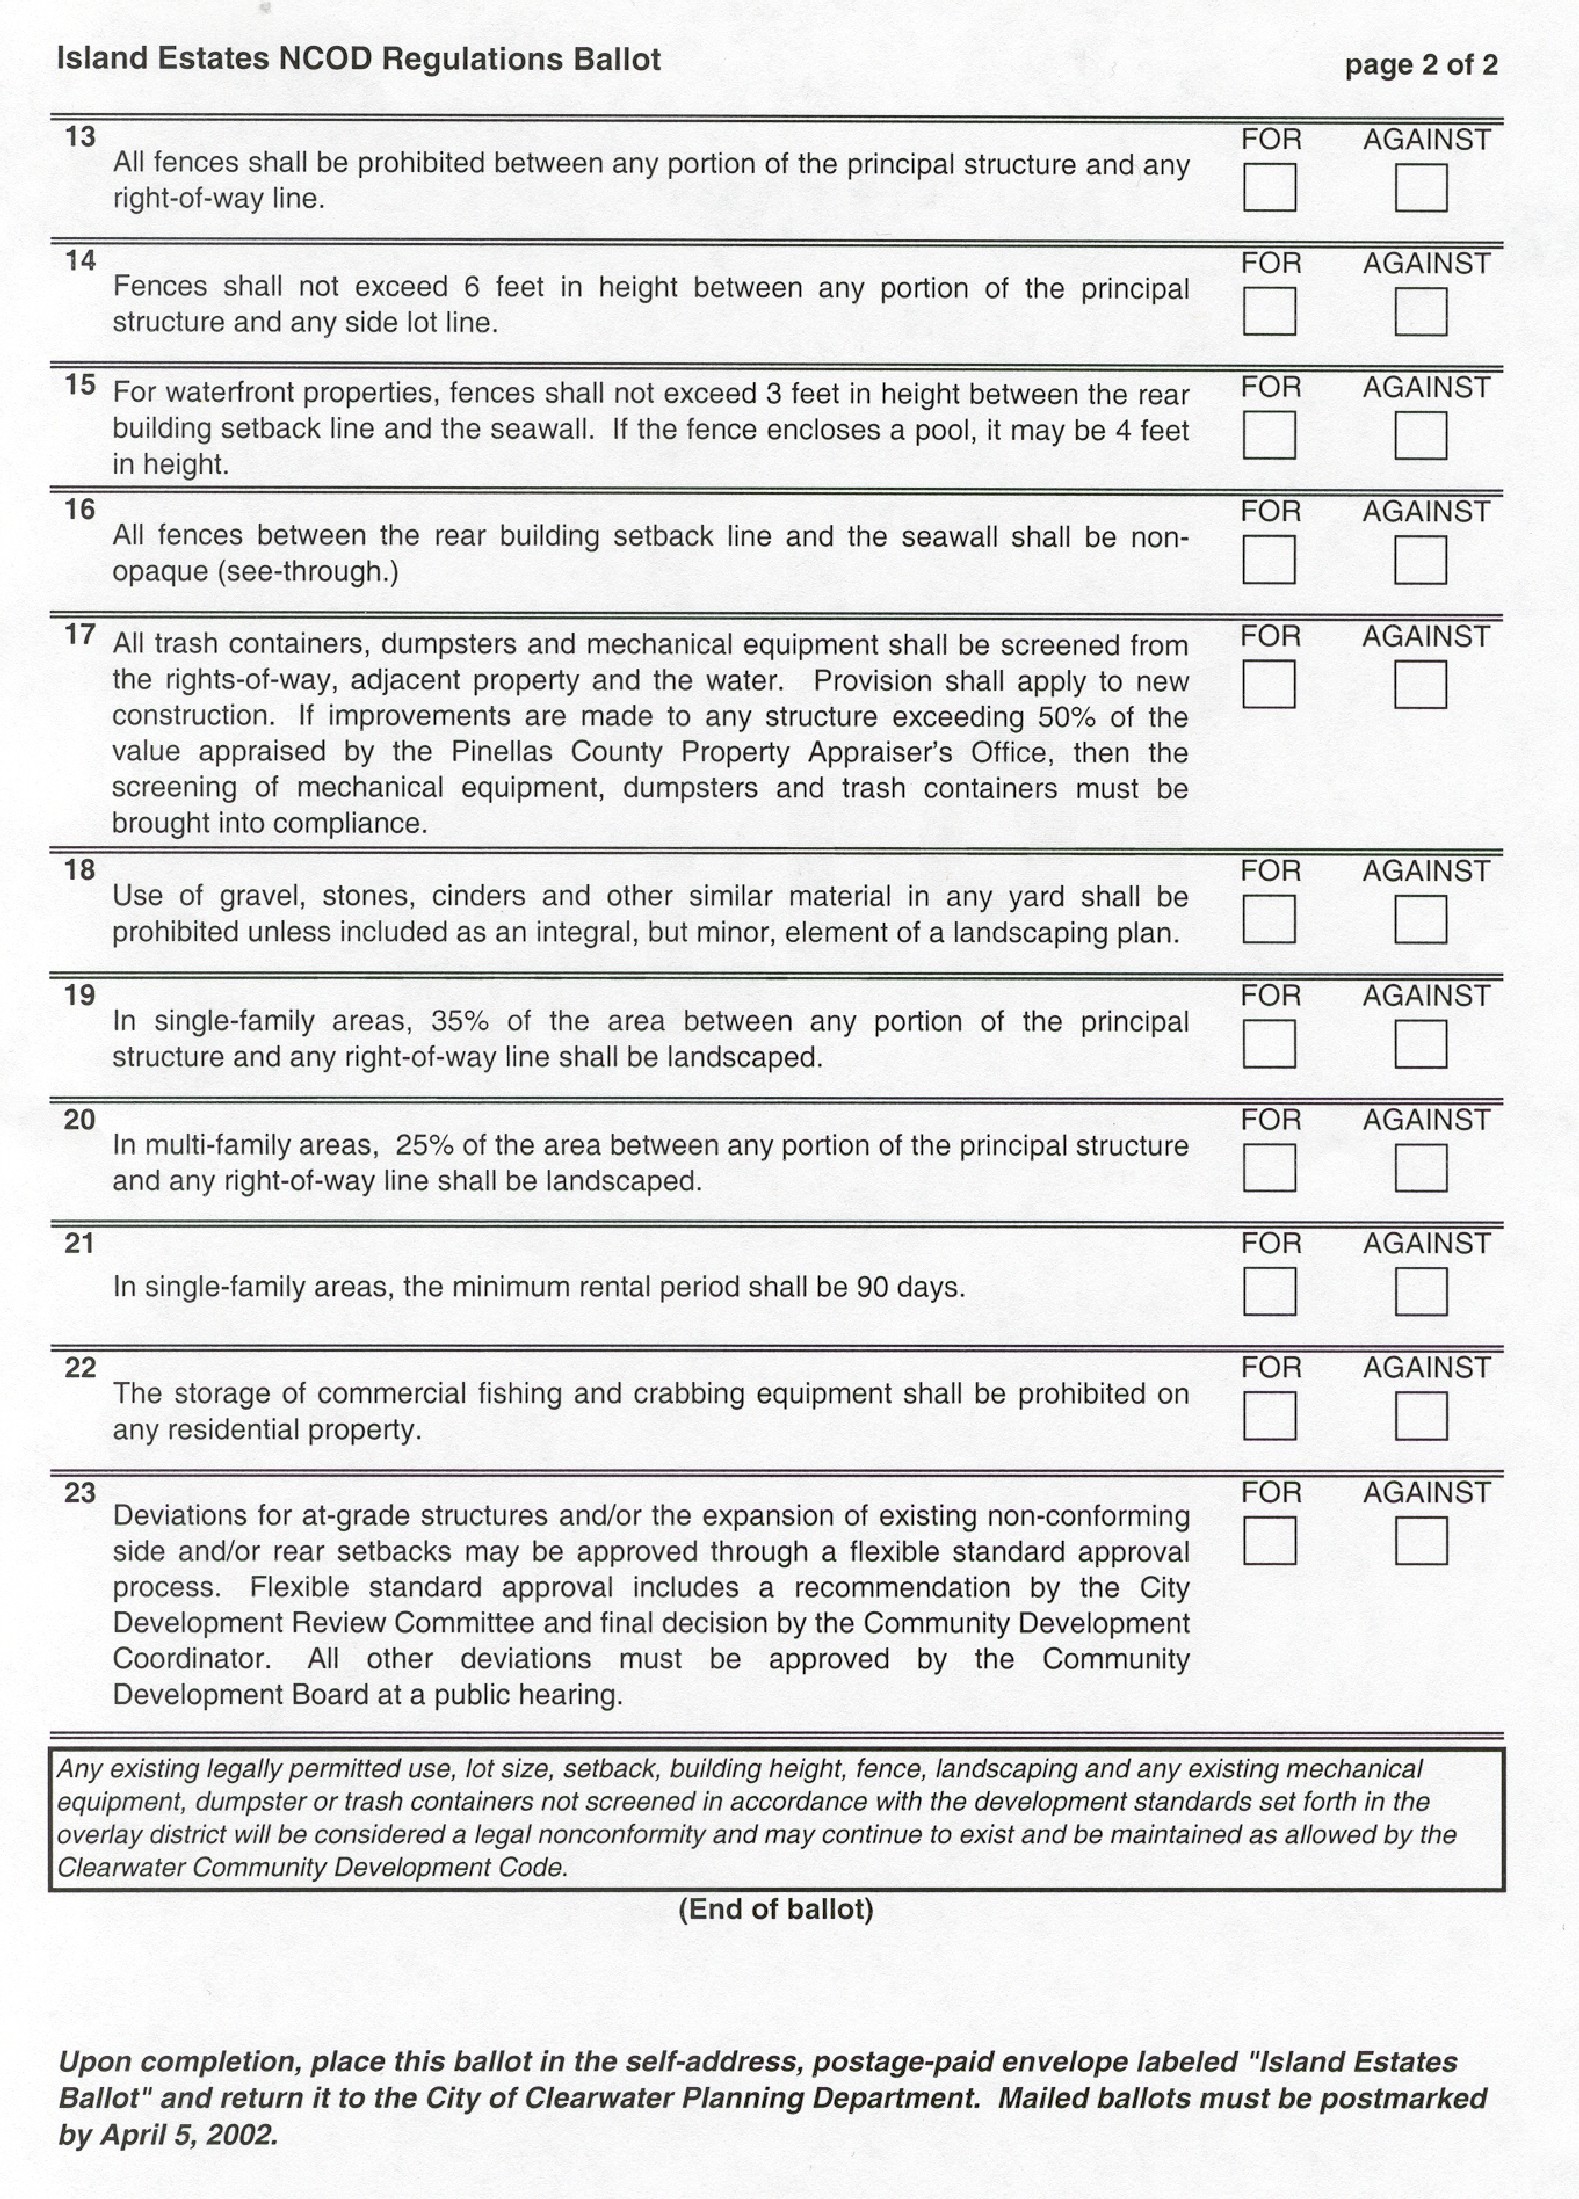 Island Estates NCOD Regulations Ballot
page 2 of 2
13
FOR AGAINST
All fences shall be prohibited between any portion of the principal structure and any
right-of-way line.
14
FOR AGAINST
Fences shall not exceed 6 feet in height between any portion of the principal
structure and any side lot line.
15
FOR AGAINST
For waterfront properties, fences shall not exceed 3 feet in height between the rear
building setback line and the seawall. If the fence encloses a pool, it may be 4 feet
in height.
16
FOR AGAINST
All fences between the rear building setback line and the seawall shall be non-
opaque (see-through.)
17
FOR AGAINST
All trash containers, dumpsters and mechanical equipment shall be screened from
the rights-of-way, adjacent property and the water. Provision shall apply to new
construction. If improvements are made to any structure exceeding 50% of the
value appraised by the Pinellas County Property Appraiser's Office, then the
screening of mechanical equipment, dumpsters and trash containers must be
brought into compliance.
18
FOR AGAINST
Use of gravel, stones, cinders and other similar material in any yard shall be
prohibited unless included as an integral, but minor, element of a landscaping plan.
19
FOR AGAINST
In single-family areas, 35% of the area between any portion of the principal
structure and any right-of-way line shall be landscaped.
20
FOR AGAINST
In multi-family areas, 25% of the area between any portion of the principal structure
and any right-of-way line shall be landscaped.
21
FOR AGAINST
In single-family areas, the minimum rental period shall be 90 days.
22
FOR AGAINST
The storage of commercial fishing and crabbing equipment shall be prohibited on
any residential property.
23
FOR AGAINST
Deviations for at-grade structures and/or the expansion of existing non-conforming
side and/or rear setbacks may be approved through a flexible standard approval
process. Flexible standard approval includes a recommendation by the City
Development Review Committee and final decision by the Community Development
Coordinator. All other deviations must be approved by the Community
Development Board at a public hearing.
Any existing legally permitted use, lot size, setback, building height, fence, landscaping and any existing mechanical
equipment, dumpster or trash containers not screened in accordance with the development standards set forth in the
overlay district will be considered a legal nonconformity and may continue to exist and be maintained as allowed by the
Clearwater Community Development Code.
(End of ballot)
Upon completion, place this ballot in the self-address, postage-paid envelope labeled "Island Estates
Ballot" and return it to the City of Clearwater Planning Department. Mailed ballots must be postmarked
by April 5, 2002.